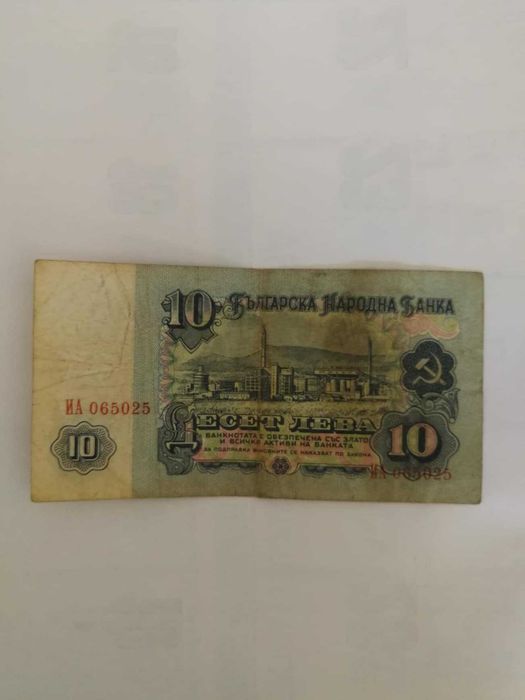 10 БЪЛГАРСКА НАРОДНА БАНКА
ИА 065025
ДЕСЕТ ЛЕВА
БАНКНОТАТА Е ОБЕЗПЕЧЕНА СЪС ЗЛАТО
И ВСИЧКИ АКТИВИ НА БАНКАТА
ЗА ПОДПРАВКА ВИНОВНИТЕ СЕ НАКАЗВАТ ПО ЗАКОНА
10
10
ИА 065025